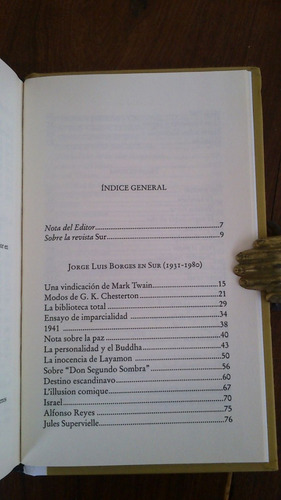 ÍNDICE GENERAL
Nota del Editor 7
Sobre la revista Sur 9
JORGE LUIS BORGES EN SUR (1931-1980)
Una vindicación de Mark Twain 15
Modos de G. K. Chesterton 21
La biblioteca total 29
Ensayo de imparcialidad 34
1941 38
Nota sobre la paz 40
La personalidad y el Buddha 43
La inocencia de Layamon 50
Sobre "Don Segundo Sombra" 56
Destino escandinavo 60
L'illusion comique 67
Israel 70
Alfonso Reyes 75
Jules Supervielle 76